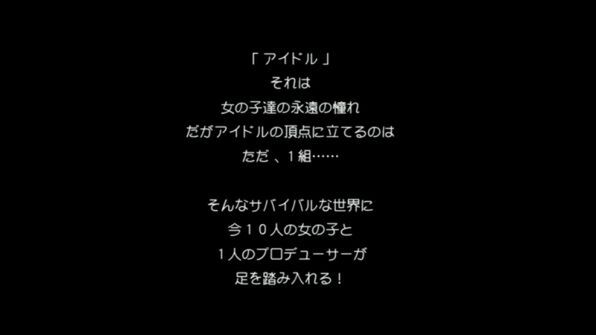 「 アイドル 」
それは
女の子達の永遠の憧れ
だがアイドルの頂点に立てるのは
ただ 、1組……
そんなサバイバルな世界に
今１０人の女の子と
１人のプロデューサーが
足を踏み入れる！